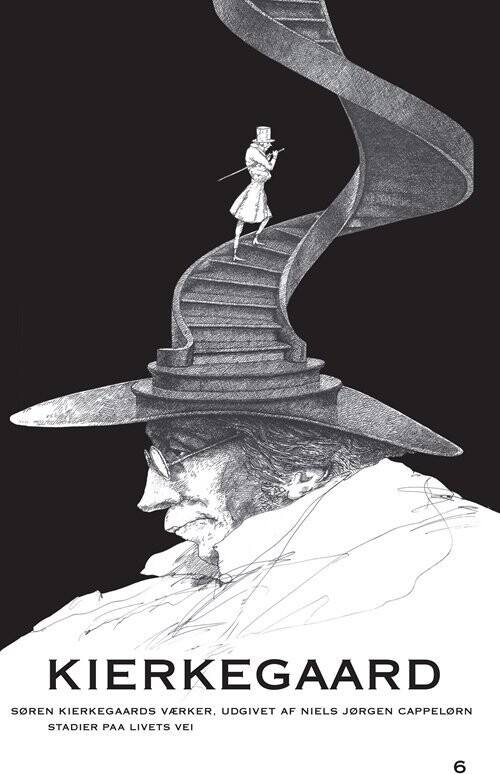 KIERKEGAARD
SØREN KIERKEGAARDS VÆRKER, UDGIVET AF NIELS JØRGEN CAPPELØRN
STADIER PAA LIVETS VEI
6